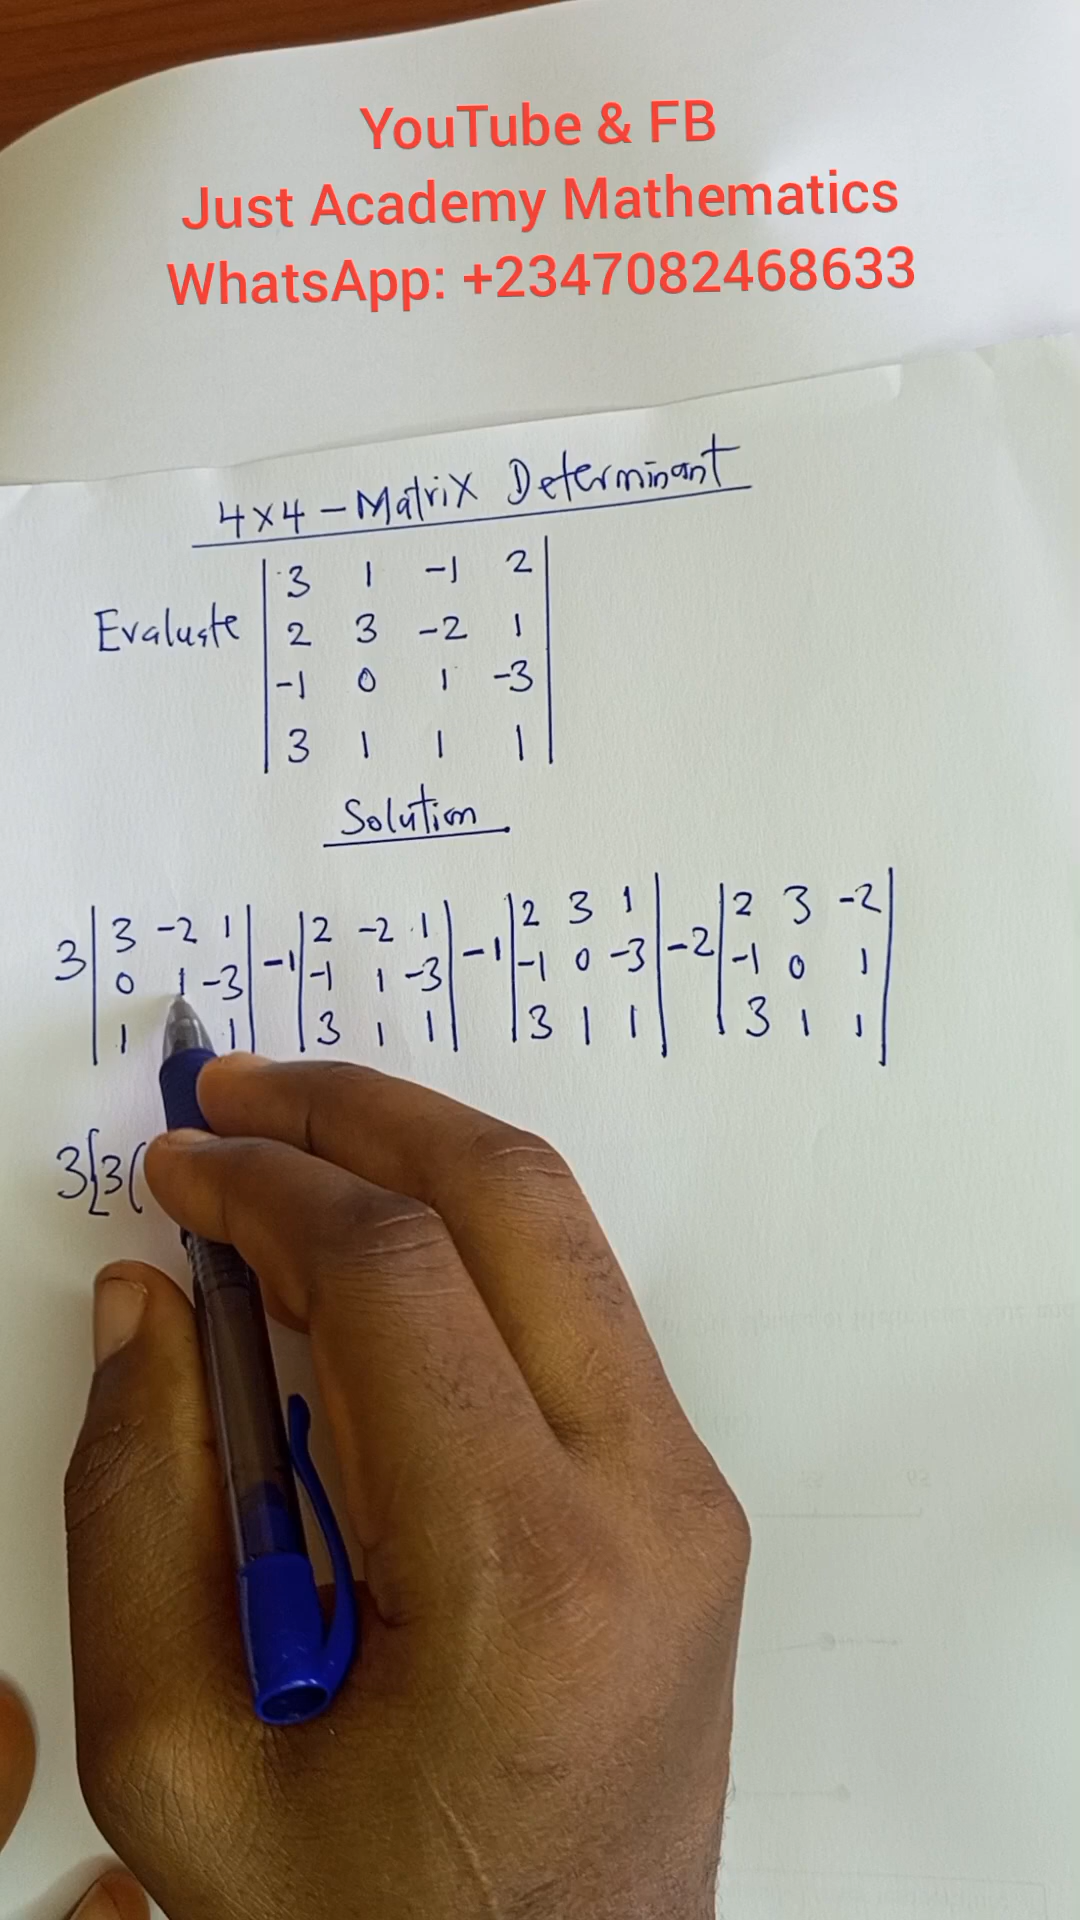 YouTube & FB
Just Academy Mathematics
WhatsApp: +2347082468633
4x4 - Matrix Determinant
Evaluate | 3 1 -1 2 |
| 2 3 -2 1 |
| -1 0 1 -3 |
| 3 1 1 1 |
Solution
3 | 3 -2 1 | -1 | 2 -2 1 | -1 | 2 3 1 | -2 | 2 3 -2 |
| 0 1 -3 | | -1 1 -3 | | -1 0 -3 | | -1 0 1 |
| 1 1 | | 3 1 1 | | 3 1 1 | | 3 1 1 |
3[3(